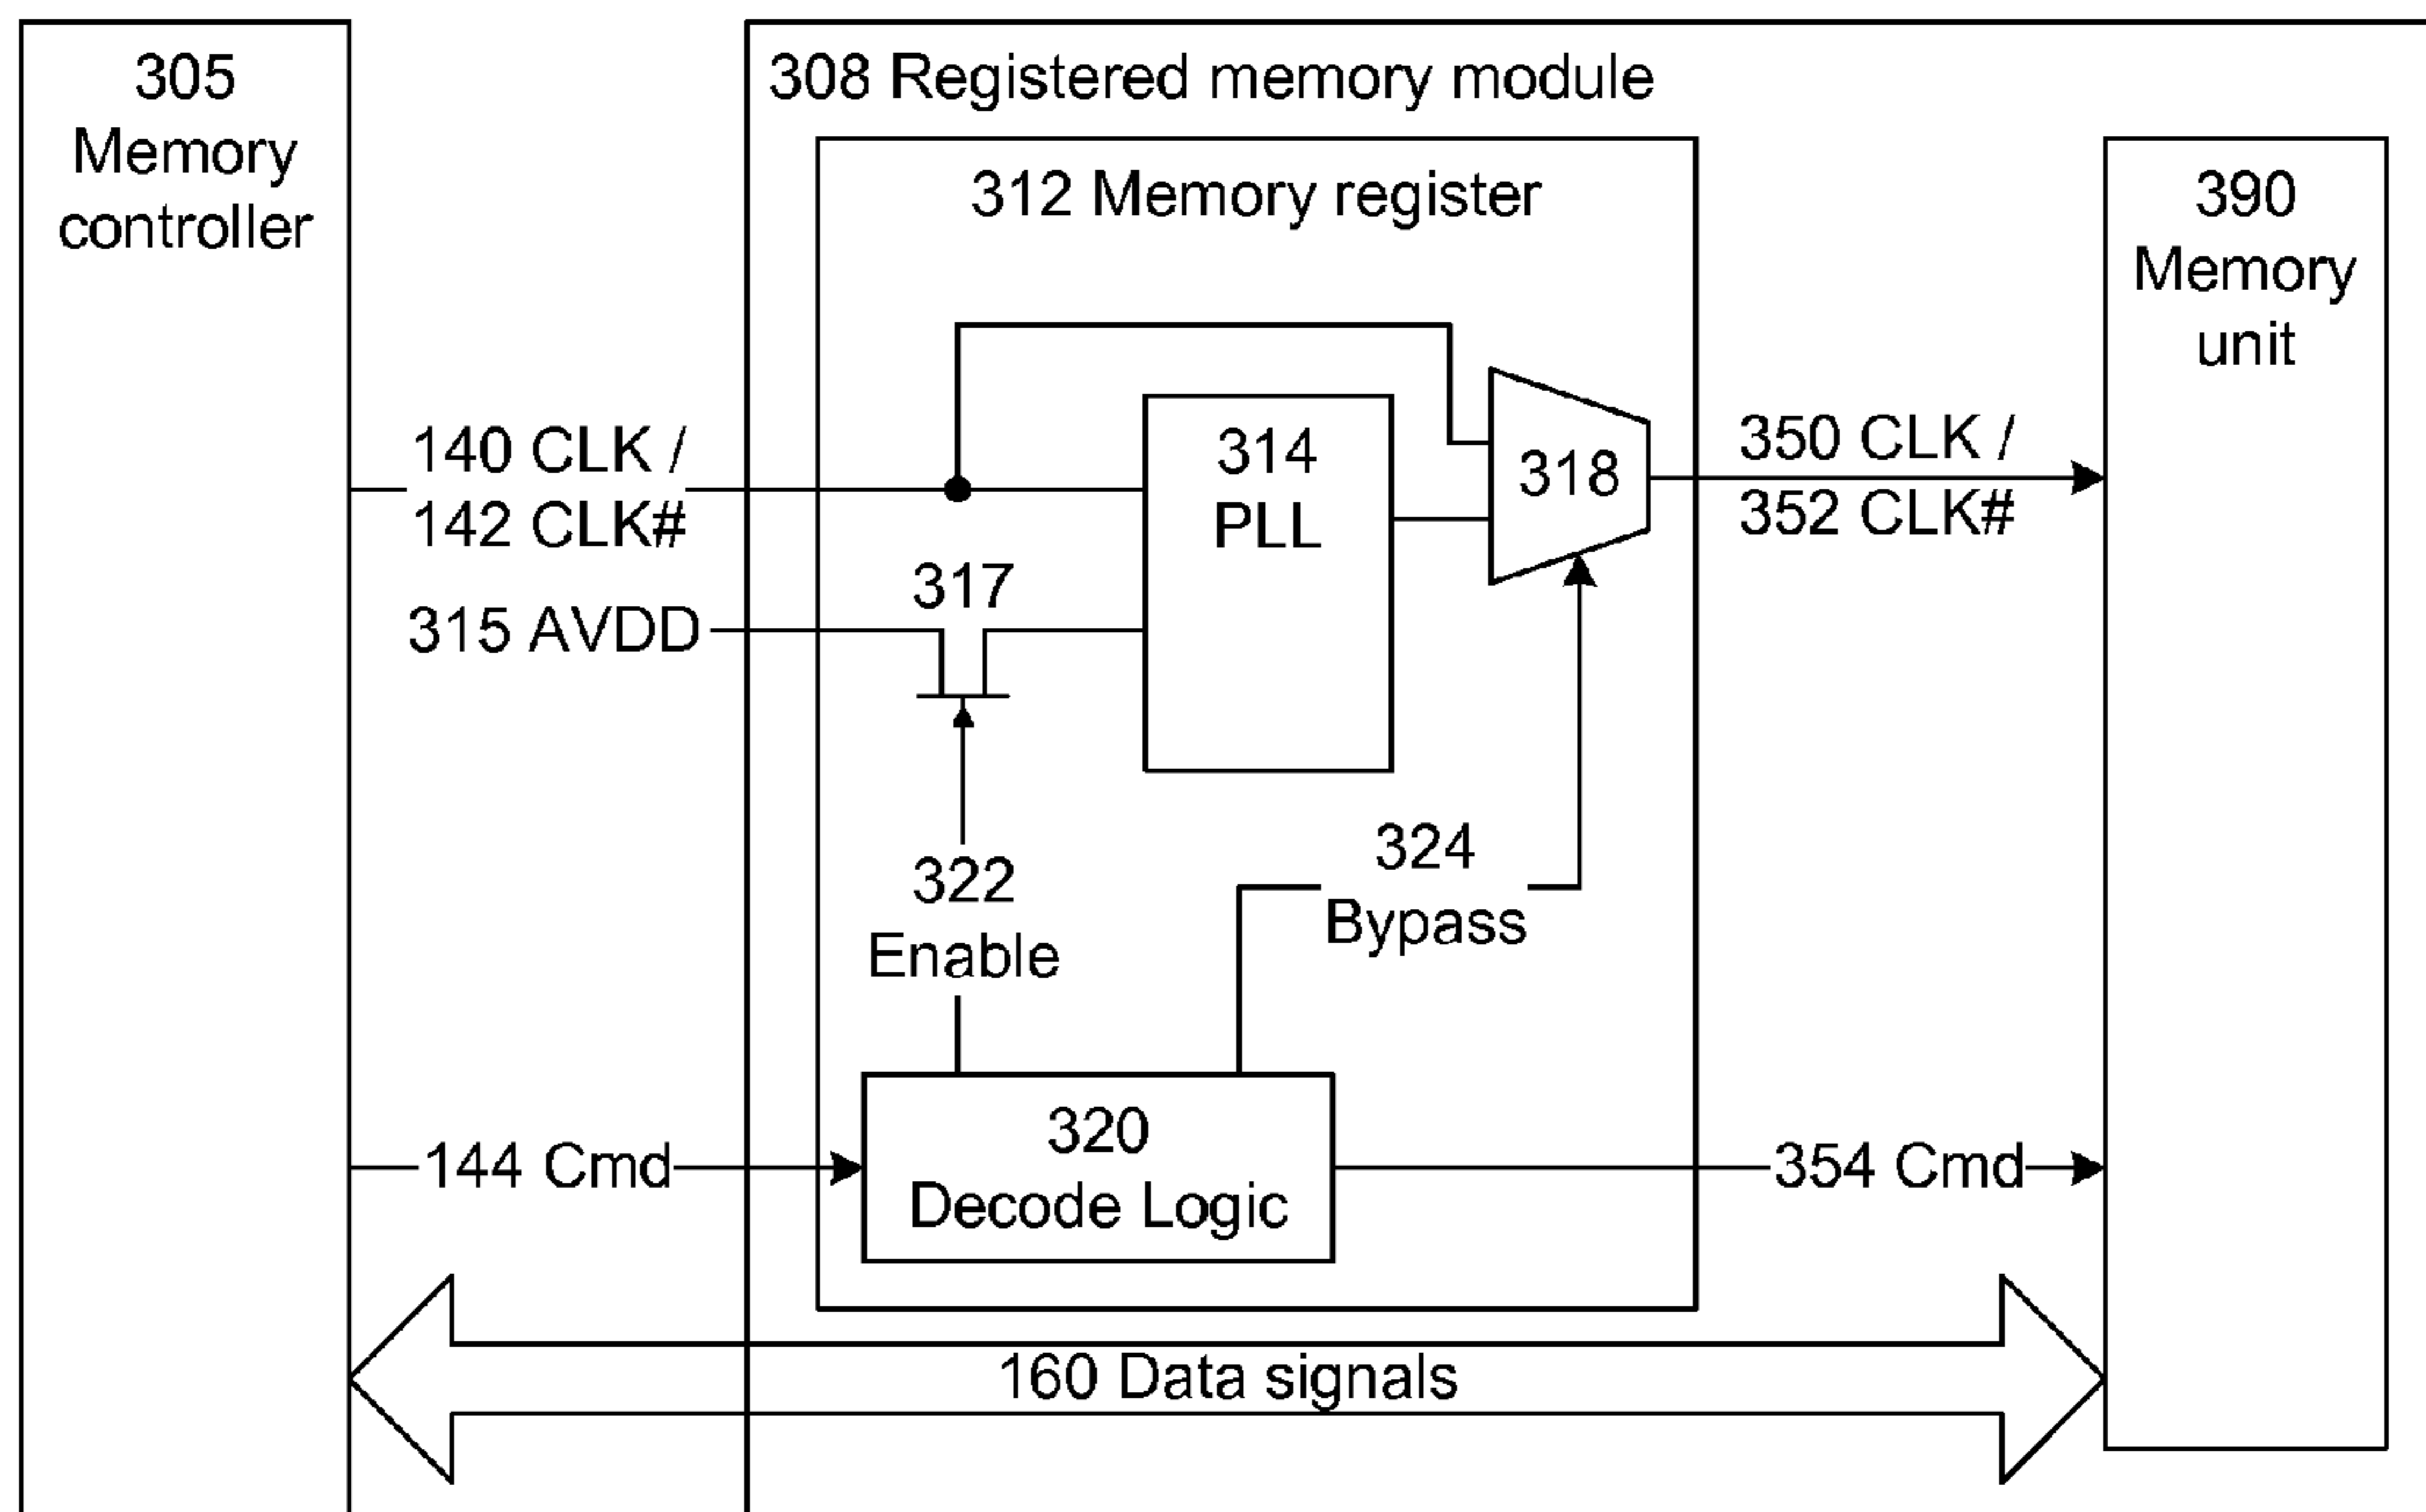 305
Memory
controller
308 Registered memory module
312 Memory register
390
Memory
unit
140 CLK /
142 CLK#
314
PLL
318
350 CLK /
352 CLK#
317
315 AVDD
322
Enable
324
Bypass
144 Cmd
320
Decode Logic
354 Cmd
160 Data signals